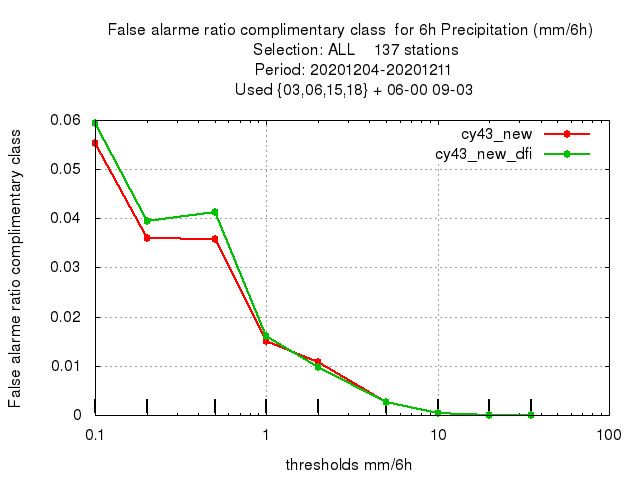 False alarme ratio complimentary class  for 6h Precipitation (mm/6h)
Selection: ALL    137 stations
Period: 20201204-20201211
Used {03,06,15,18} + 06-00 09-03
cy43_new
cy43_new_dfi
False alarme ratio complimentary class
0.06
0.05
0.04
0.03
0.02
0.01
0
0.1 1 10 100
thresholds mm/6h